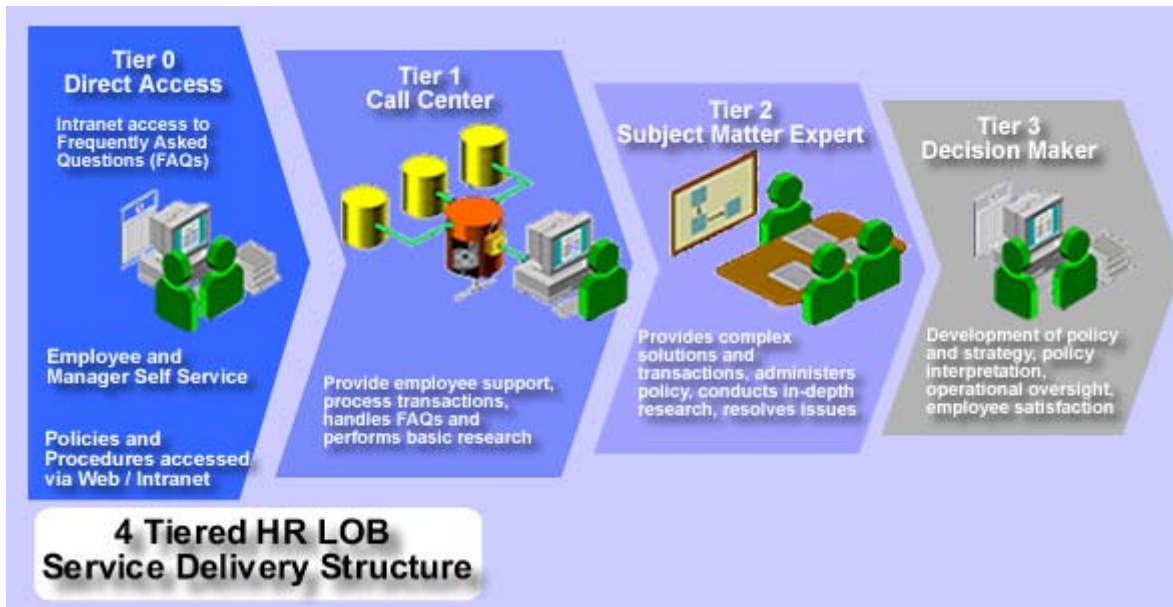 Tier 0
Direct Access
Intranet access to
Frequently Asked
Questions (FAQs)
Employee and
Manager Self Service
Policies and
Procedures accessed
via Web / Intranet
Tier 1
Call Center
Provide employee support,
process transactions,
handles FAQs and
performs basic research
Tier 2
Subject Matter Expert
Provides complex
solutions and
transactions, administers
policy, conducts in-depth
research, resolves issues
Tier 3
Decision Maker
Development of policy
and strategy, policy
interpretation,
operational oversight,
employee satisfaction
4 Tiered HR LOB
Service Delivery Structure